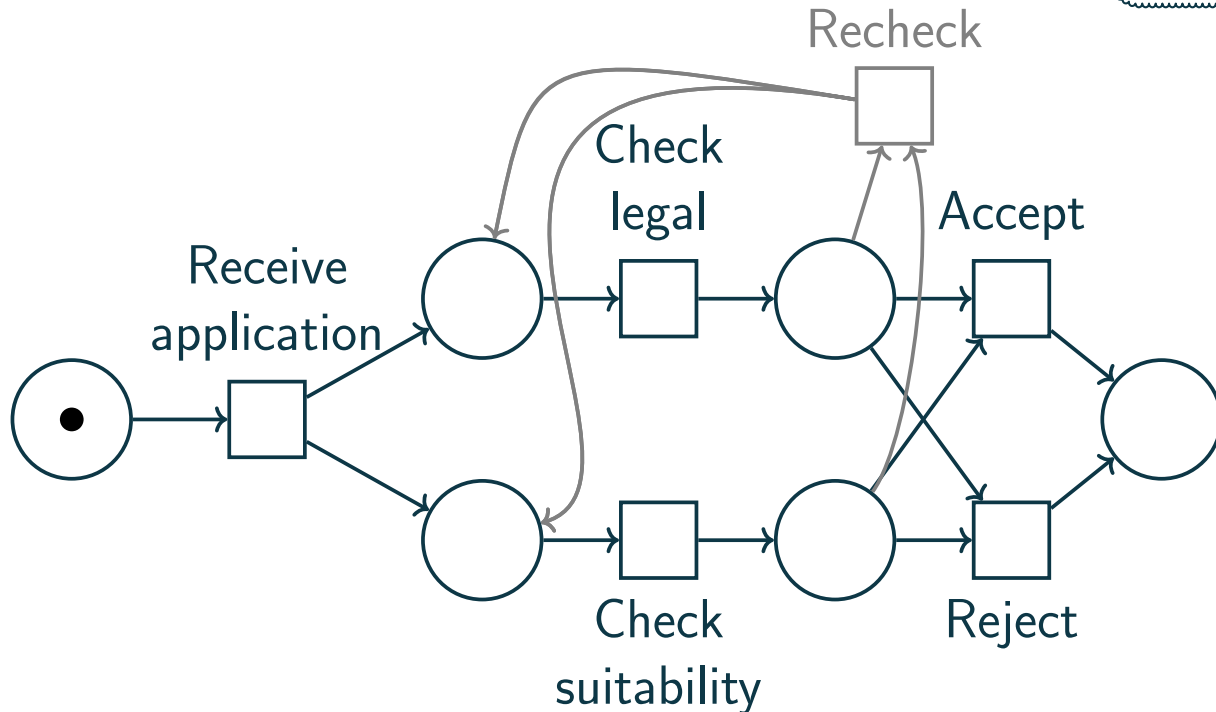 Recheck
Check
legal
Accept
Receive
application
Check
suitability
Reject